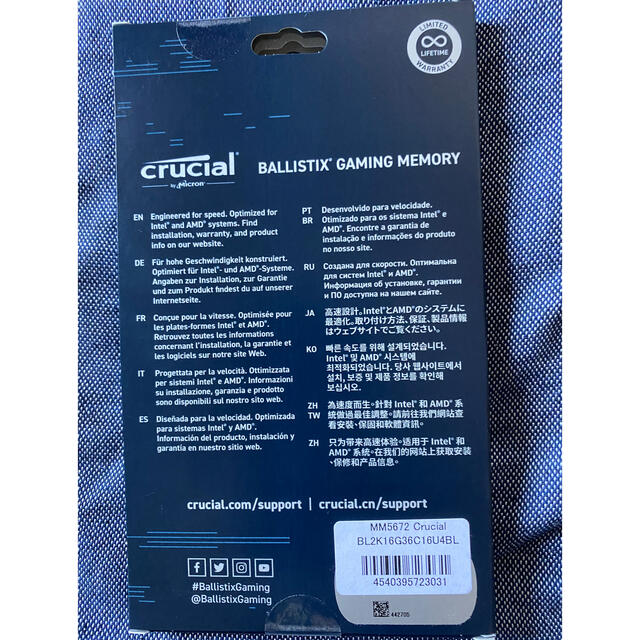 LIMITED
LIFETIME
WARRANTY
crucial®
by Micron®
BALLISTIX® GAMING MEMORY
EN Engineered for speed. Optimized for
Intel® and AMD® systems. Find
installation, warranty, and product
info on our website.
DE Für hohe Geschwindigkeit konstruiert.
Optimiert für Intel®- und AMD®-Systeme.
Angaben zur Installation, zur Garantie
und zum Produkt findest du auf unserer
Internetseite.
FR Conçue pour la vitesse. Optimisée pour
les plates-formes Intel® et AMD®.
Retrouvez toutes les informations
concernant l'installation, la garantie et
les logiciels sur notre site Web.
IT Progettata per la velocità. Ottimizzata
per sistemi Intel® e AMD®. Informazioni
su installazione, garanzia e prodotto
sono disponibili sul nostro sito web.
ES Diseñada para la velocidad. Optimizada
para sistemas Intel® y AMD®.
Información del producto, instalación y
garantía en nuestro sitio web.
PT BR Desenvolvido para velocidade.
Otimizado para os sistema Intel® e
AMD®. Encontre a garantia de
instalação e informações do produto
no nosso site.
RU Создана для скорости. Оптимальна
для систем Intel® и AMD®.
Информация об установке, гарантии
и ПО доступна на нашем сайте.
JA 高速設計。Intel®とAMD®のシステムに
最適化。取り付け方法、保証、製品情報
はウェブサイトでご覧ください。
KO 빠른 속도를 위해 설계되었습니다.
Intel® 및 AMD® 시스템에
최적화되었습니다. 당사 웹사이트에서
설치, 보증 및 제품 정보를 확인해
보십시오.
ZH TW 為速度而生。針對 Intel® 和 AMD® 系
統做過最佳調整。請前往我們網站查
看安裝、保固和軟體資訊。
ZH 只为带来高速体验。适用于 Intel® 和
AMD® 系统。在我们的网站上获取安装
、保修和产品信息。
crucial.com/support | crucial.cn/support
#BallistixGaming
@BallistixGaming
MM5672 Crucial
BL2K16G36C16U4BL
4540395723031
442705